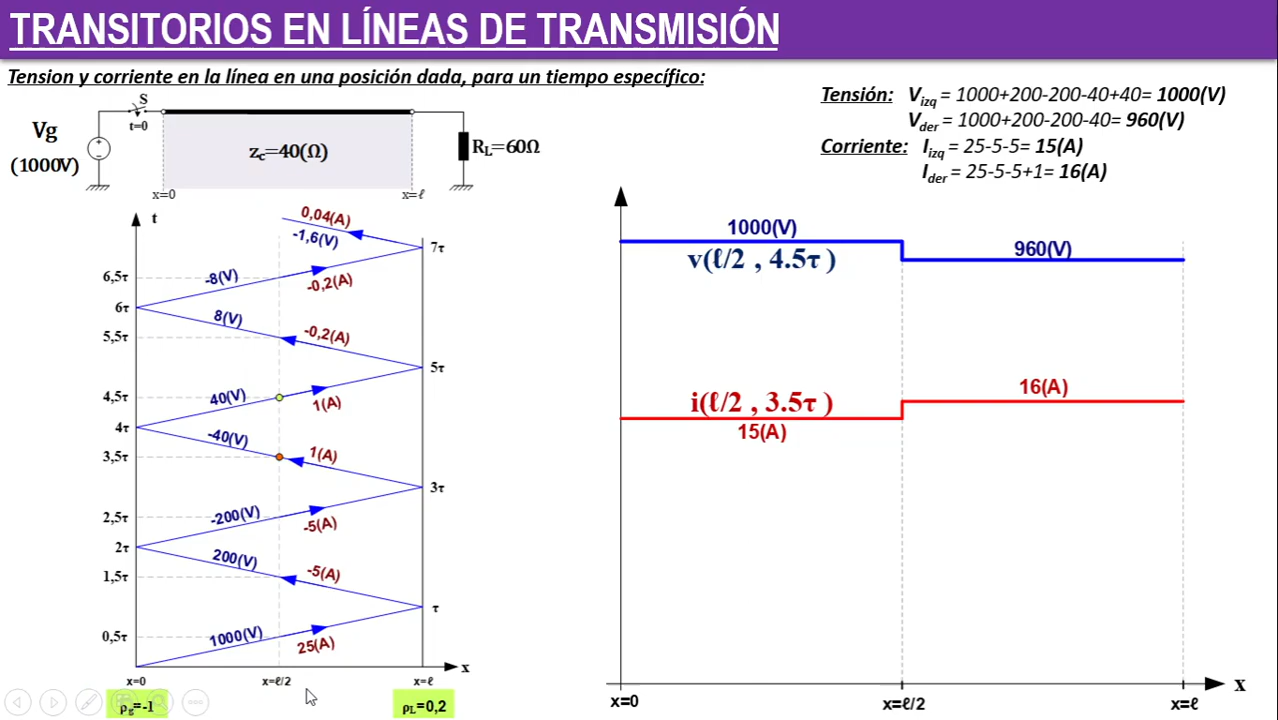 TRANSITORIOS EN LÍNEAS DE TRANSMISIÓN
Tension y corriente en la línea en una posición dada, para un tiempo específico:
Tensión: Vizq = 1000+200-200-40+40= 1000(V)
Vder = 1000+200-200-40= 960(V)
Corriente: Iizq = 25-5-5= 15(A)
Ider = 25-5-5+1= 16(A)
S
t=0
Vg
(1000V)
zc=40(Ω)
RL=60Ω
x=0
x=ℓ
t
0,04(A)
-1,6(V)
7τ
6,5τ
-8(V)
-0,2(A)
6τ
8(V)
-0,2(A)
5,5τ
5τ
4,5τ
40(V)
1(A)
4τ
-40(V)
1(A)
3,5τ
3τ
2,5τ
-200(V)
-5(A)
2τ
200(V)
-5(A)
1,5τ
τ
0,5τ
1000(V)
25(A)
x
x=0
x=ℓ/2
x=ℓ
ρg=-1
ρL=0,2
1000(V)
v(ℓ/2 , 4.5τ )
960(V)
i(ℓ/2 , 3.5τ )
15(A)
16(A)
x
x=0
x=ℓ/2
x=ℓ